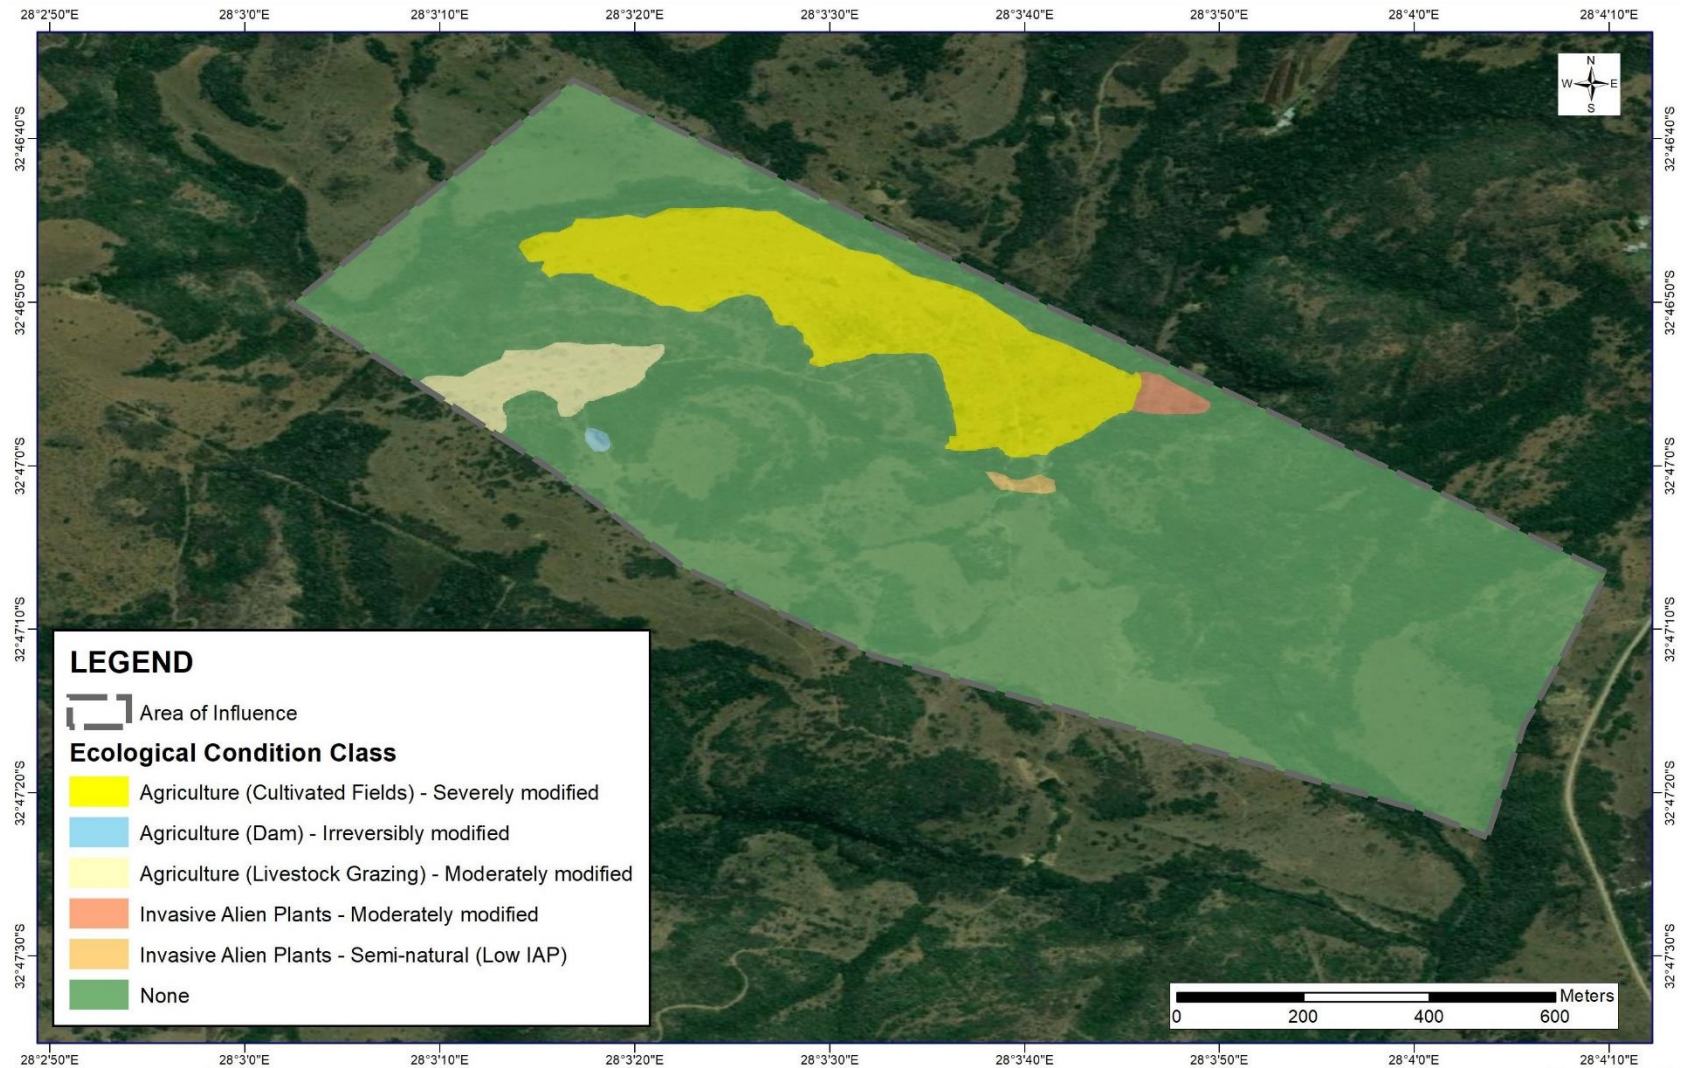 28°2'50"E 28°3'0"E 28°3'10"E 28°3'20"E 28°3'30"E 28°3'40"E 28°3'50"E 28°4'0"E 28°4'10"E
N
W E
S
32°46'40"S 32°46'40"S
32°46'50"S 32°46'50"S
32°47'0"S 32°47'0"S
32°47'10"S 32°47'10"S
32°47'20"S 32°47'20"S
32°47'30"S 32°47'30"S
LEGEND
Area of Influence
Ecological Condition Class
Agriculture (Cultivated Fields) - Severely modified
Agriculture (Dam) - Irreversibly modified
Agriculture (Livestock Grazing) - Moderately modified
Invasive Alien Plants - Moderately modified
Invasive Alien Plants - Semi-natural (Low IAP)
None
Meters
0 200 400 600
28°2'50"E 28°3'0"E 28°3'10"E 28°3'20"E 28°3'30"E 28°3'40"E 28°3'50"E 28°4'0"E 28°4'10"E